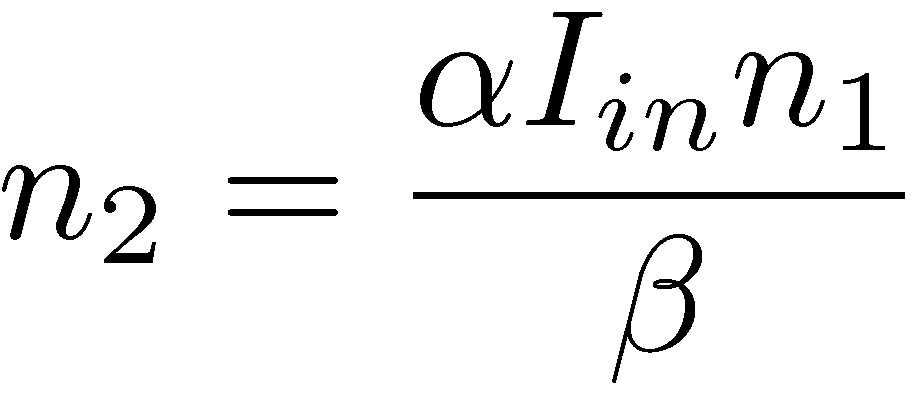 n_2 = \frac{\alpha I_{in} n_1}{\beta}